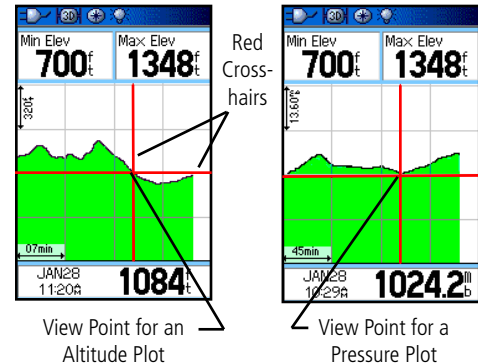 3D
Min Elev
700ft
Max Elev
1348ft
320ft
07min
JAN28
11:20A
1084ft
Red
Cross-
hairs
3D
Min Elev
700ft
Max Elev
1348ft
45min
JAN28
10:29A
1024.2mb
View Point for an
Altitude Plot
View Point for a
Pressure Plot